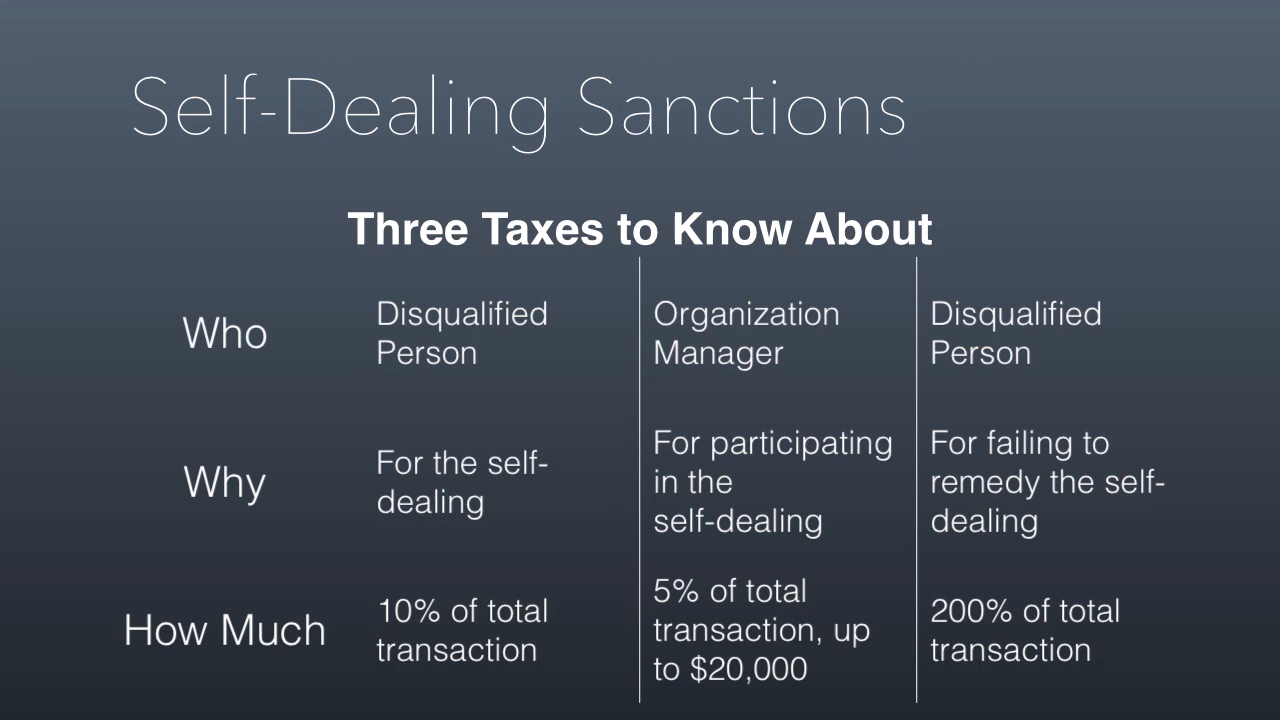 Self-Dealing Sanctions
Three Taxes to Know About
Who
Disqualified
Person
Organization
Manager
Disqualified
Person
Why
For the self-
dealing
For participating
in the
self-dealing
For failing to
remedy the self-
dealing
How Much
10% of total
transaction
5% of total
transaction, up
to $20,000
200% of total
transaction